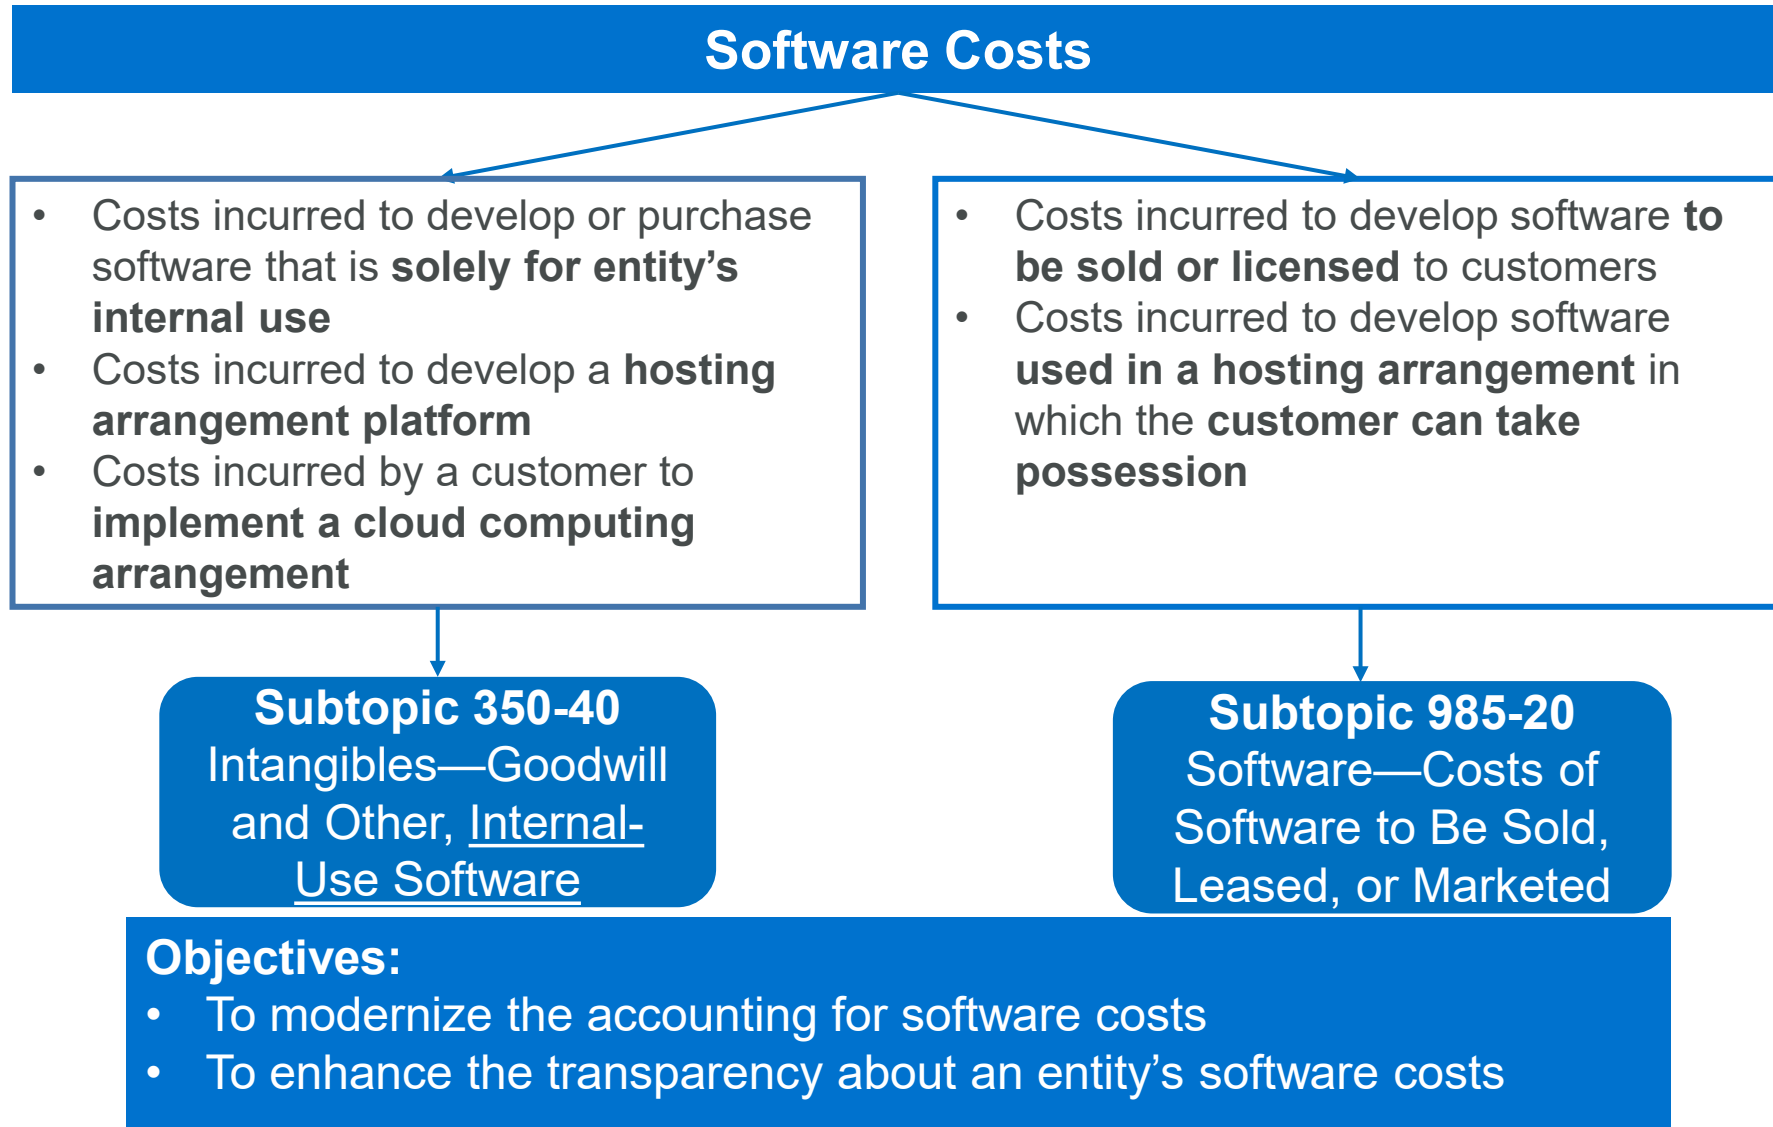 Software Costs
• Costs incurred to develop or purchase
software that is solely for entity’s
internal use
• Costs incurred to develop a hosting
arrangement platform
• Costs incurred by a customer to
implement a cloud computing
arrangement
• Costs incurred to develop software to
be sold or licensed to customers
• Costs incurred to develop software
used in a hosting arrangement in
which the customer can take
possession
Subtopic 350-40
Intangibles—Goodwill
and Other, Internal-
Use Software
Subtopic 985-20
Software—Costs of
Software to Be Sold,
Leased, or Marketed
Objectives:
• To modernize the accounting for software costs
• To enhance the transparency about an entity’s software costs